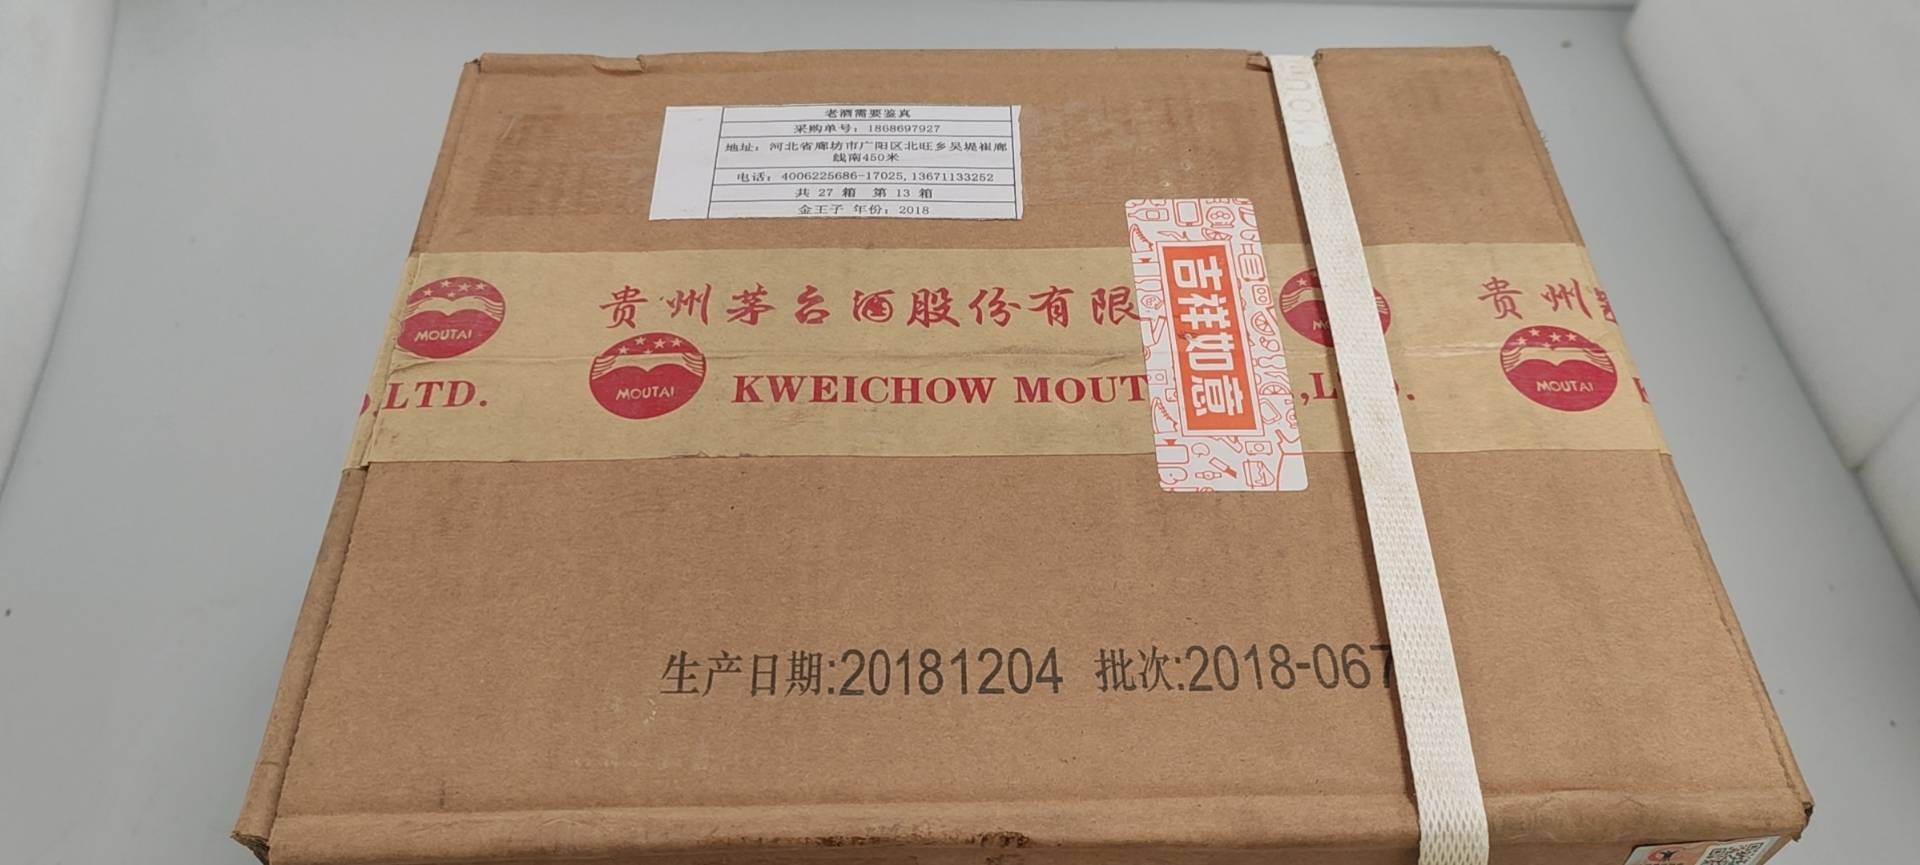 MOU
老酒需要鉴真
采购单号：1868697927
地址：河北省廊坊市广阳区北旺乡吴堤崔廊
线南450米
电话：4006225686-17025,13671133252
共 27 箱 第 13 箱
金王子 年份：2018
贵州茅台酒股份有限
贵州
MOUTAI
LTD.
MOUTAI
KWEICHOW MOUT
,L
.
MOUTAI
吉祥如意
生产日期:20181204 批次:2018-067